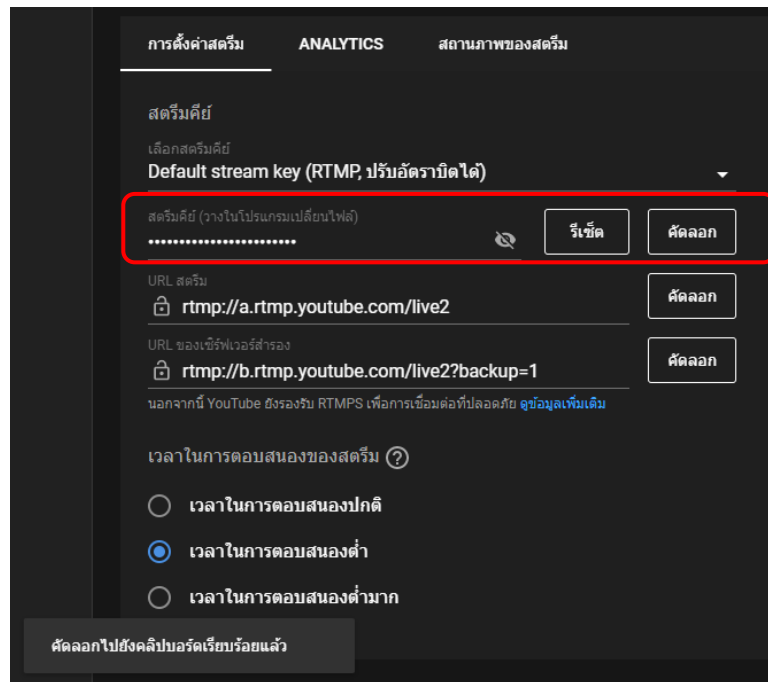 การตั้งค่าสตรีม ANALYTICS สถานภาพของสตรีม
สตรีมคีย์
เลือกสตรีมคีย์
Default stream key (RTMP, ปรับอัตราบิตได้)
สตรีมคีย์ (วางในโปรแกรมเปลี่ยนไฟล์)
•••••••••••••••••••••••• รีเซ็ต คัดลอก
URL สตรีม
rtmp://a.rtmp.youtube.com/live2 คัดลอก
URL ของเซิร์ฟเวอร์สำรอง
rtmp://b.rtmp.youtube.com/live2?backup=1 คัดลอก
นอกจากนี้ YouTube ยังรองรับ RTMPS เพื่อการเชื่อมต่อที่ปลอดภัย ดูข้อมูลเพิ่มเติม
เวลาในการตอบสนองของสตรีม ?
เวลาในการตอบสนองปกติ
เวลาในการตอบสนองต่ำ
เวลาในการตอบสนองต่ำมาก
คัดลอกไปยังคลิปบอร์ดเรียบร้อยแล้ว